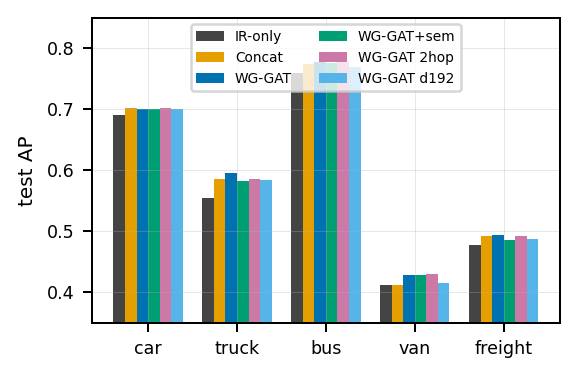 IR-only
Concat
WG-GAT
WG-GAT+sem
WG-GAT 2hop
WG-GAT d192
0.8
0.7
0.6
0.5
0.4
test AP
car truck bus van freight